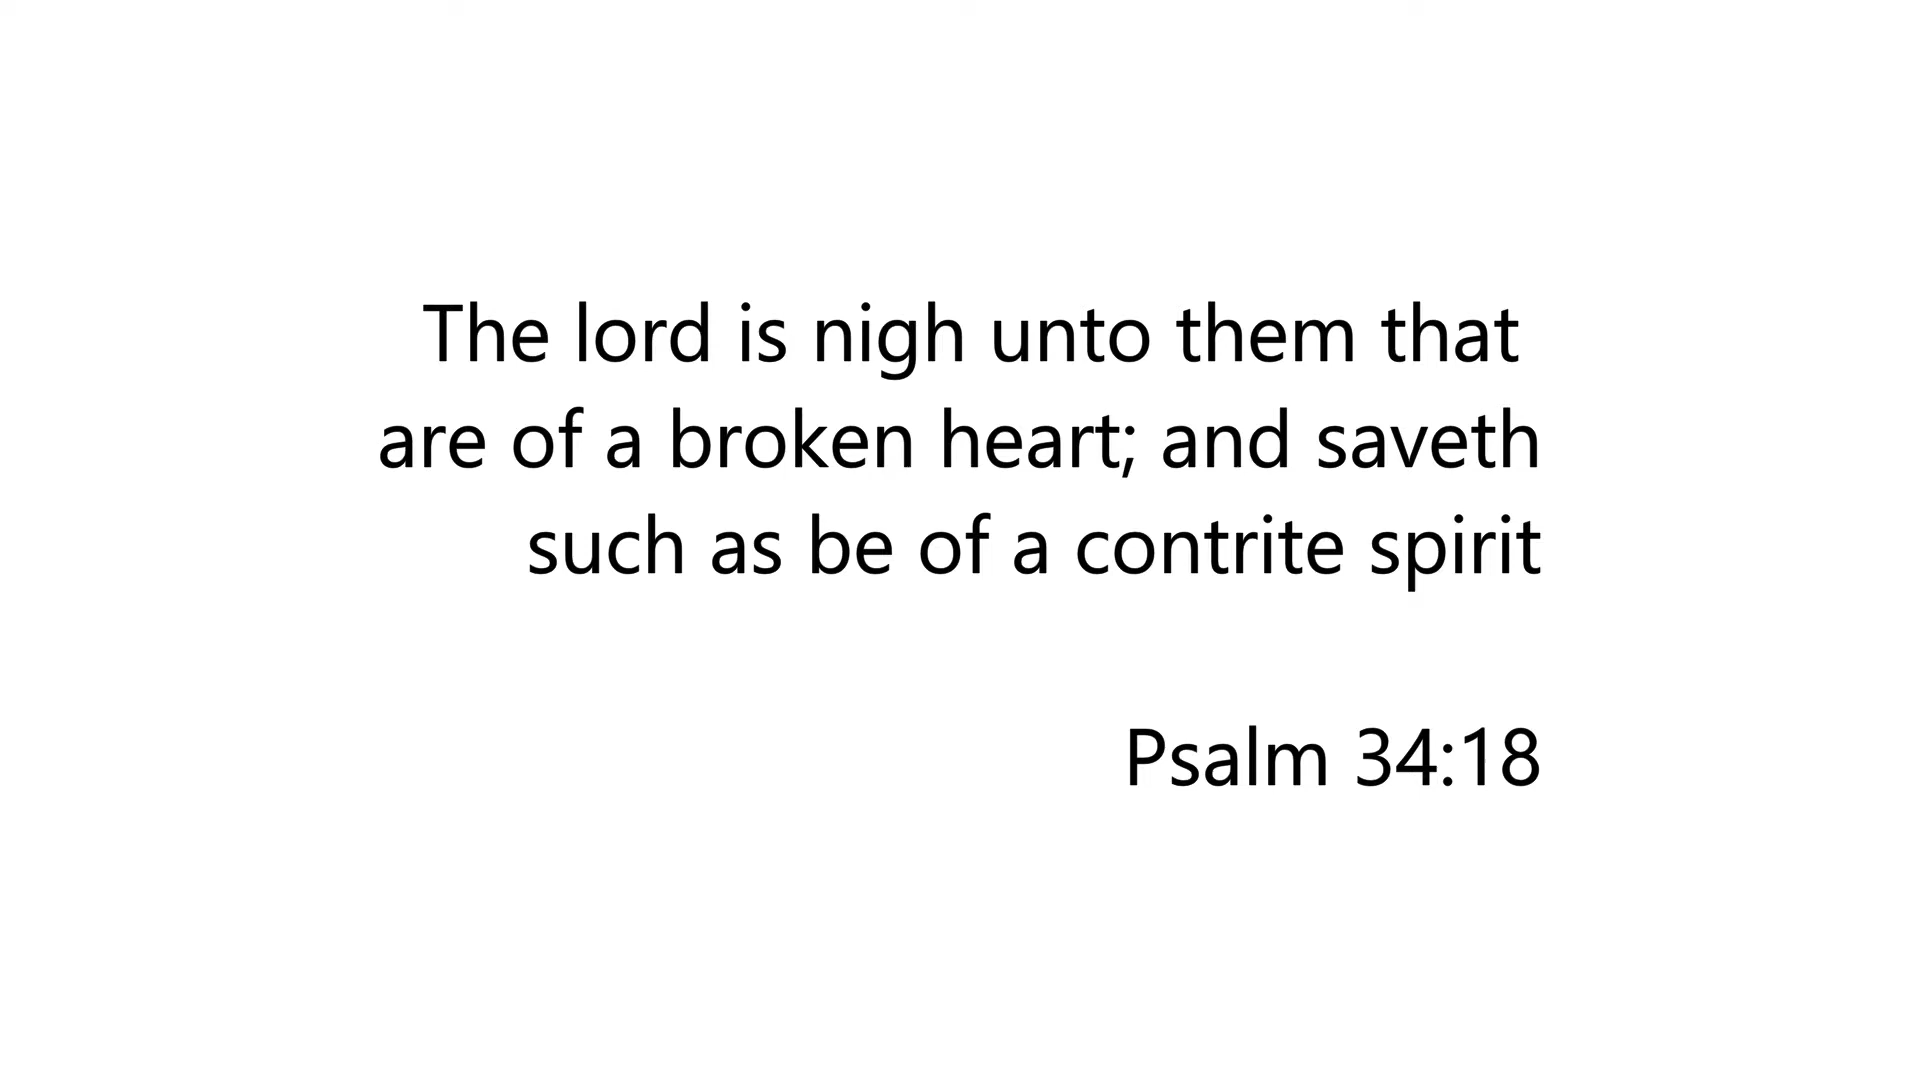 The lord is nigh unto them that
are of a broken heart; and saveth
such as be of a contrite spirit
Psalm 34:18